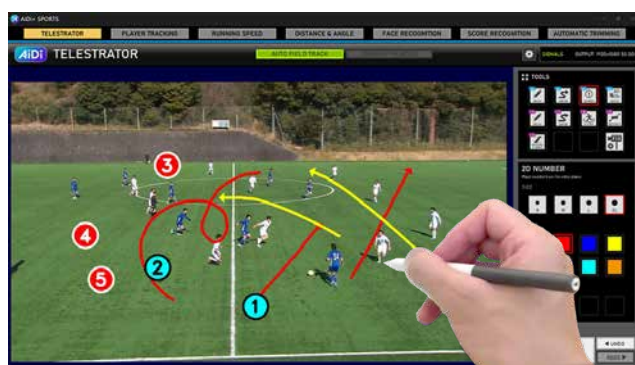 AiDi+ SPORTS
TELESTRATOR
PLAYER TRACKING
RUNNING SPEED
DISTANCE & ANGLE
FACE RECOGNITION
SCORE RECOGNITION
AUTOMATIC TRIMMING
AiDi TELESTRATOR
AUTO FIELD TRACK
SIGNALS
TOOLS
2D NUMBER
3
4
5
2
1
UNDO
REDO